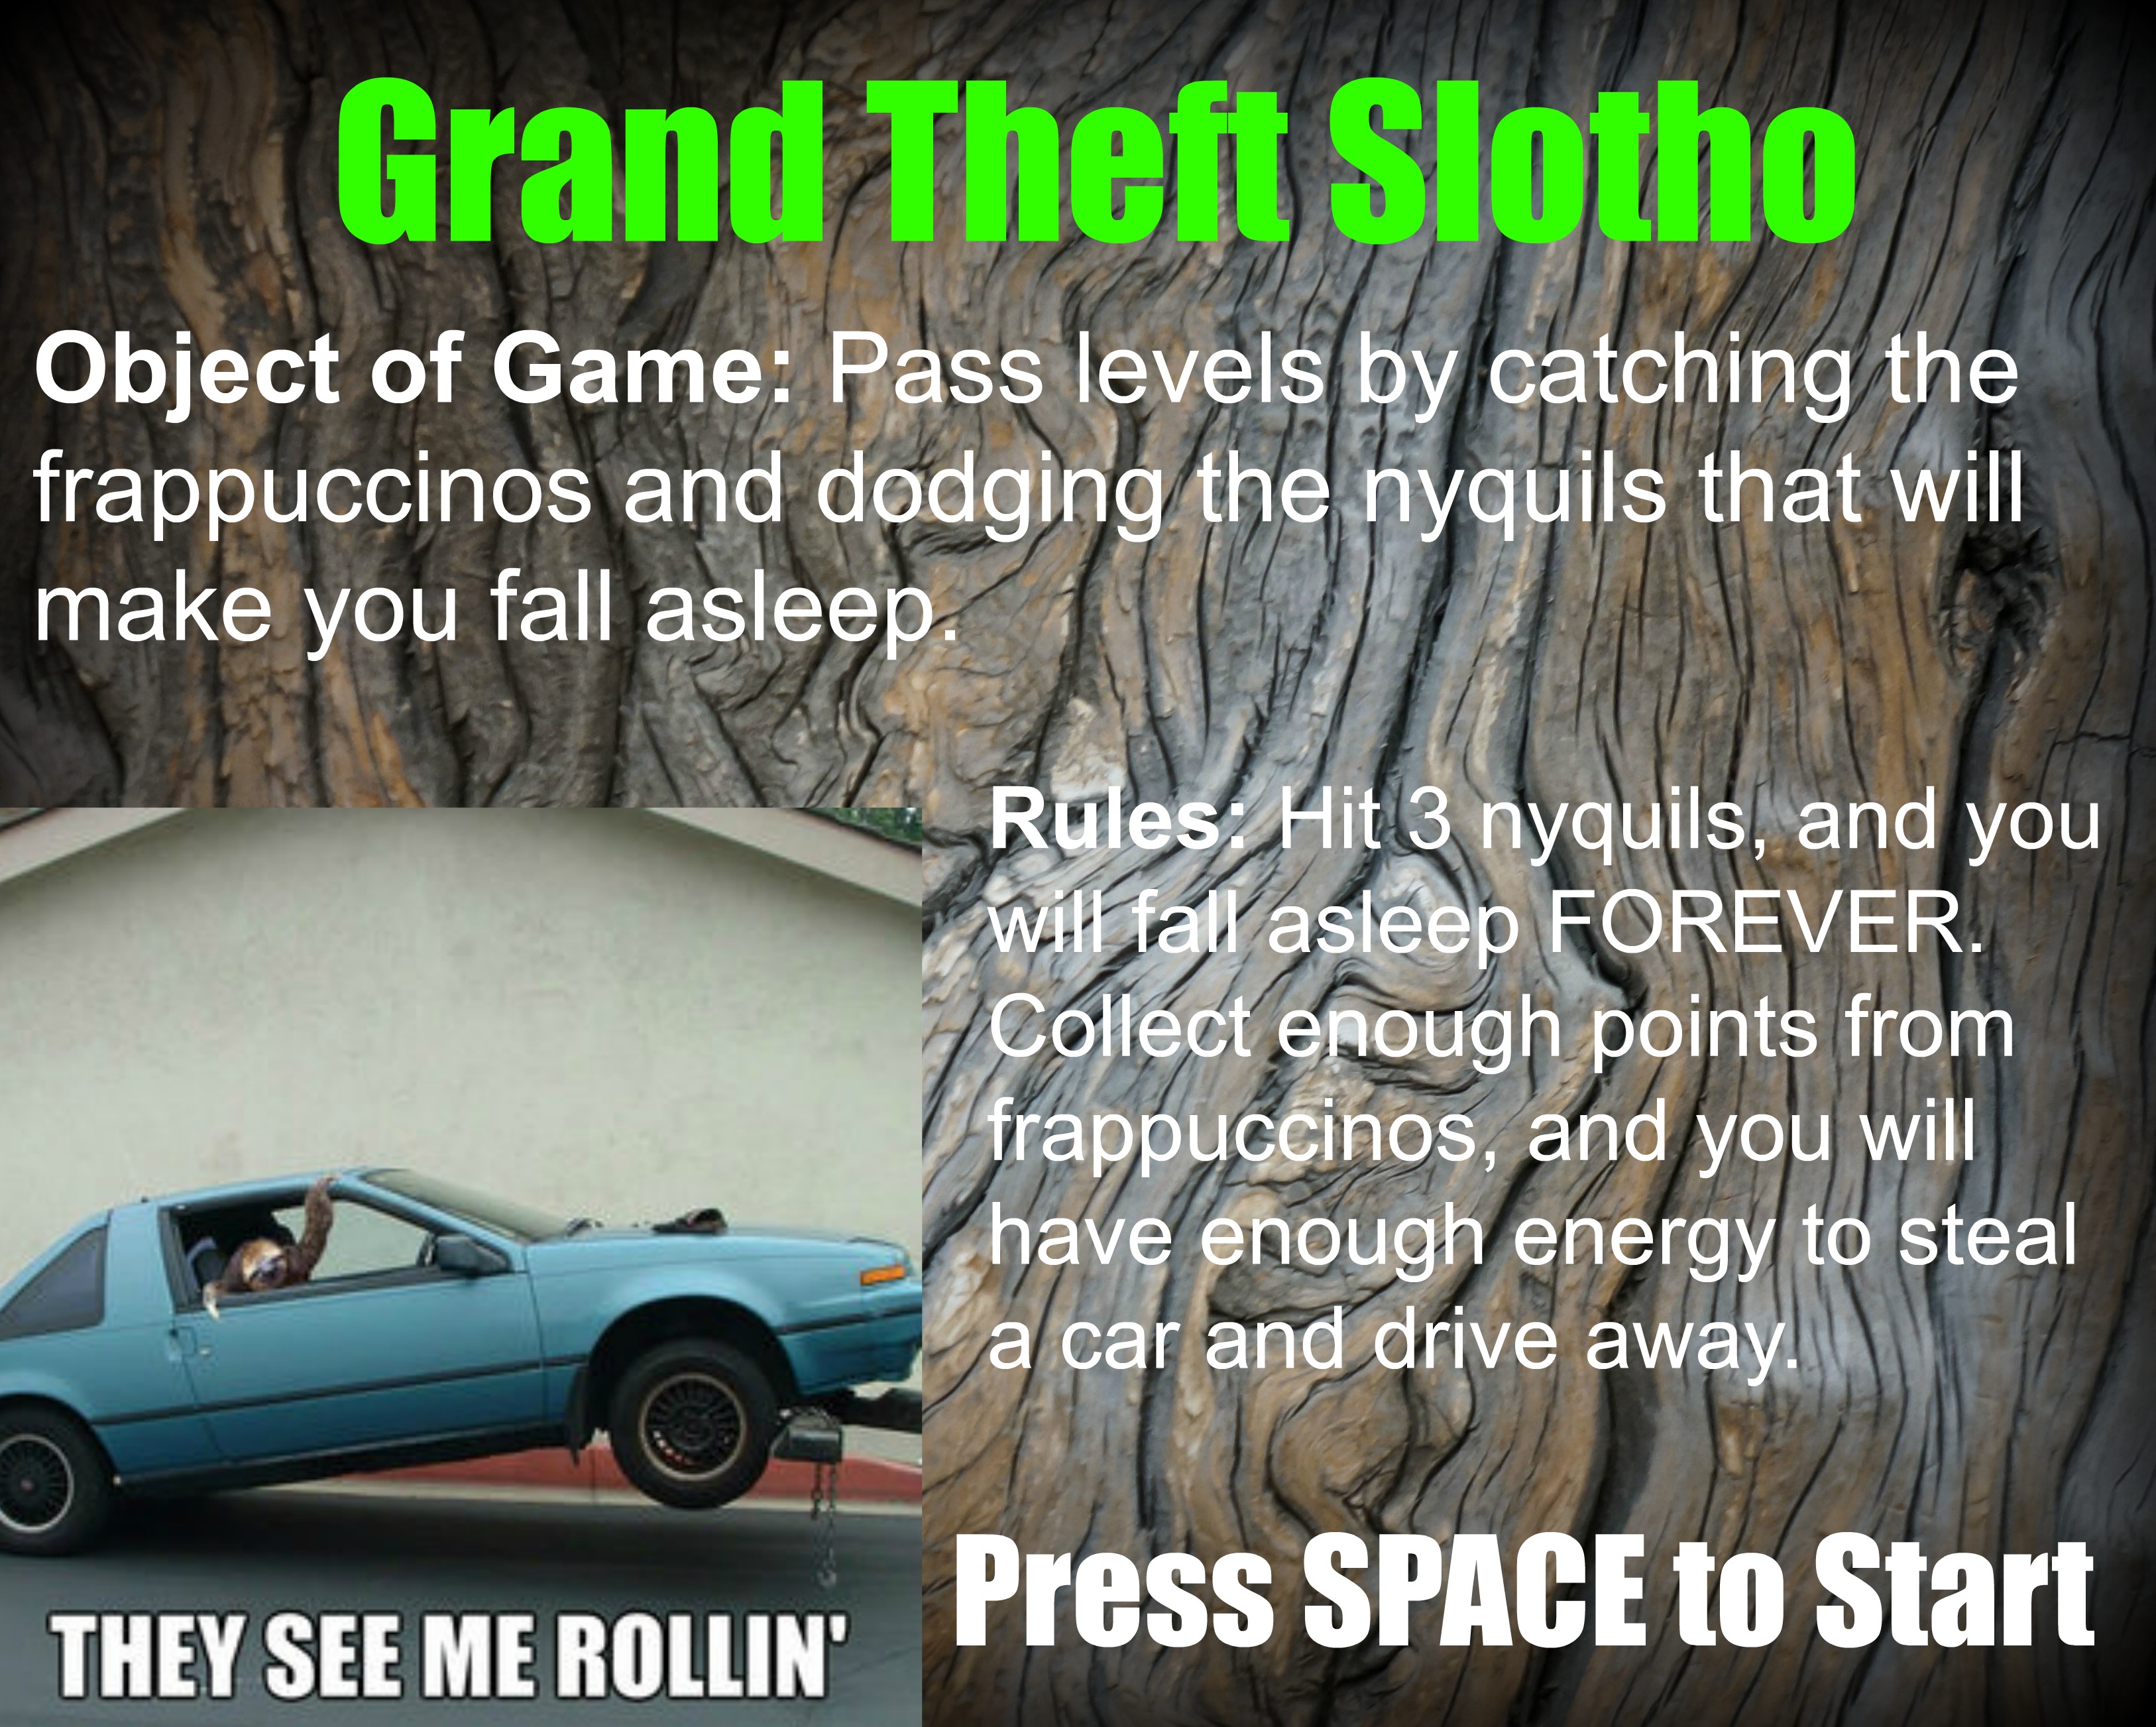 Grand Theft Slotho
Object of Game: Pass levels by catching the
frappuccinos and dodging the nyquils that will
make you fall asleep.
Rules: Hit 3 nyquils, and you
will fall asleep FOREVER.
Collect enough points from
frappuccinos, and you will
have enough energy to steal
a car and drive away.
THEY SEE ME ROLLIN'
Press SPACE to Start